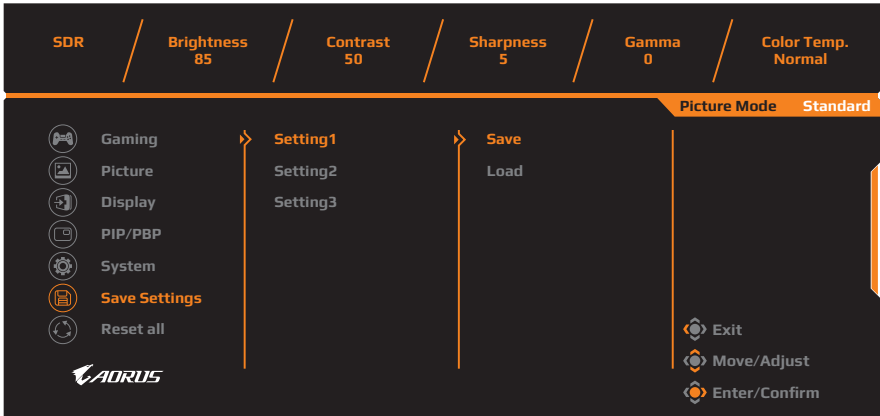 SDR
Brightness
85
Contrast
50
Sharpness
5
Gamma
0
Color Temp.
Normal
Picture Mode Standard
Gaming
Picture
Display
PIP/PBP
System
Save Settings
Reset all
Setting1
Setting2
Setting3
Save
Load
Exit
Move/Adjust
Enter/Confirm
AORUS